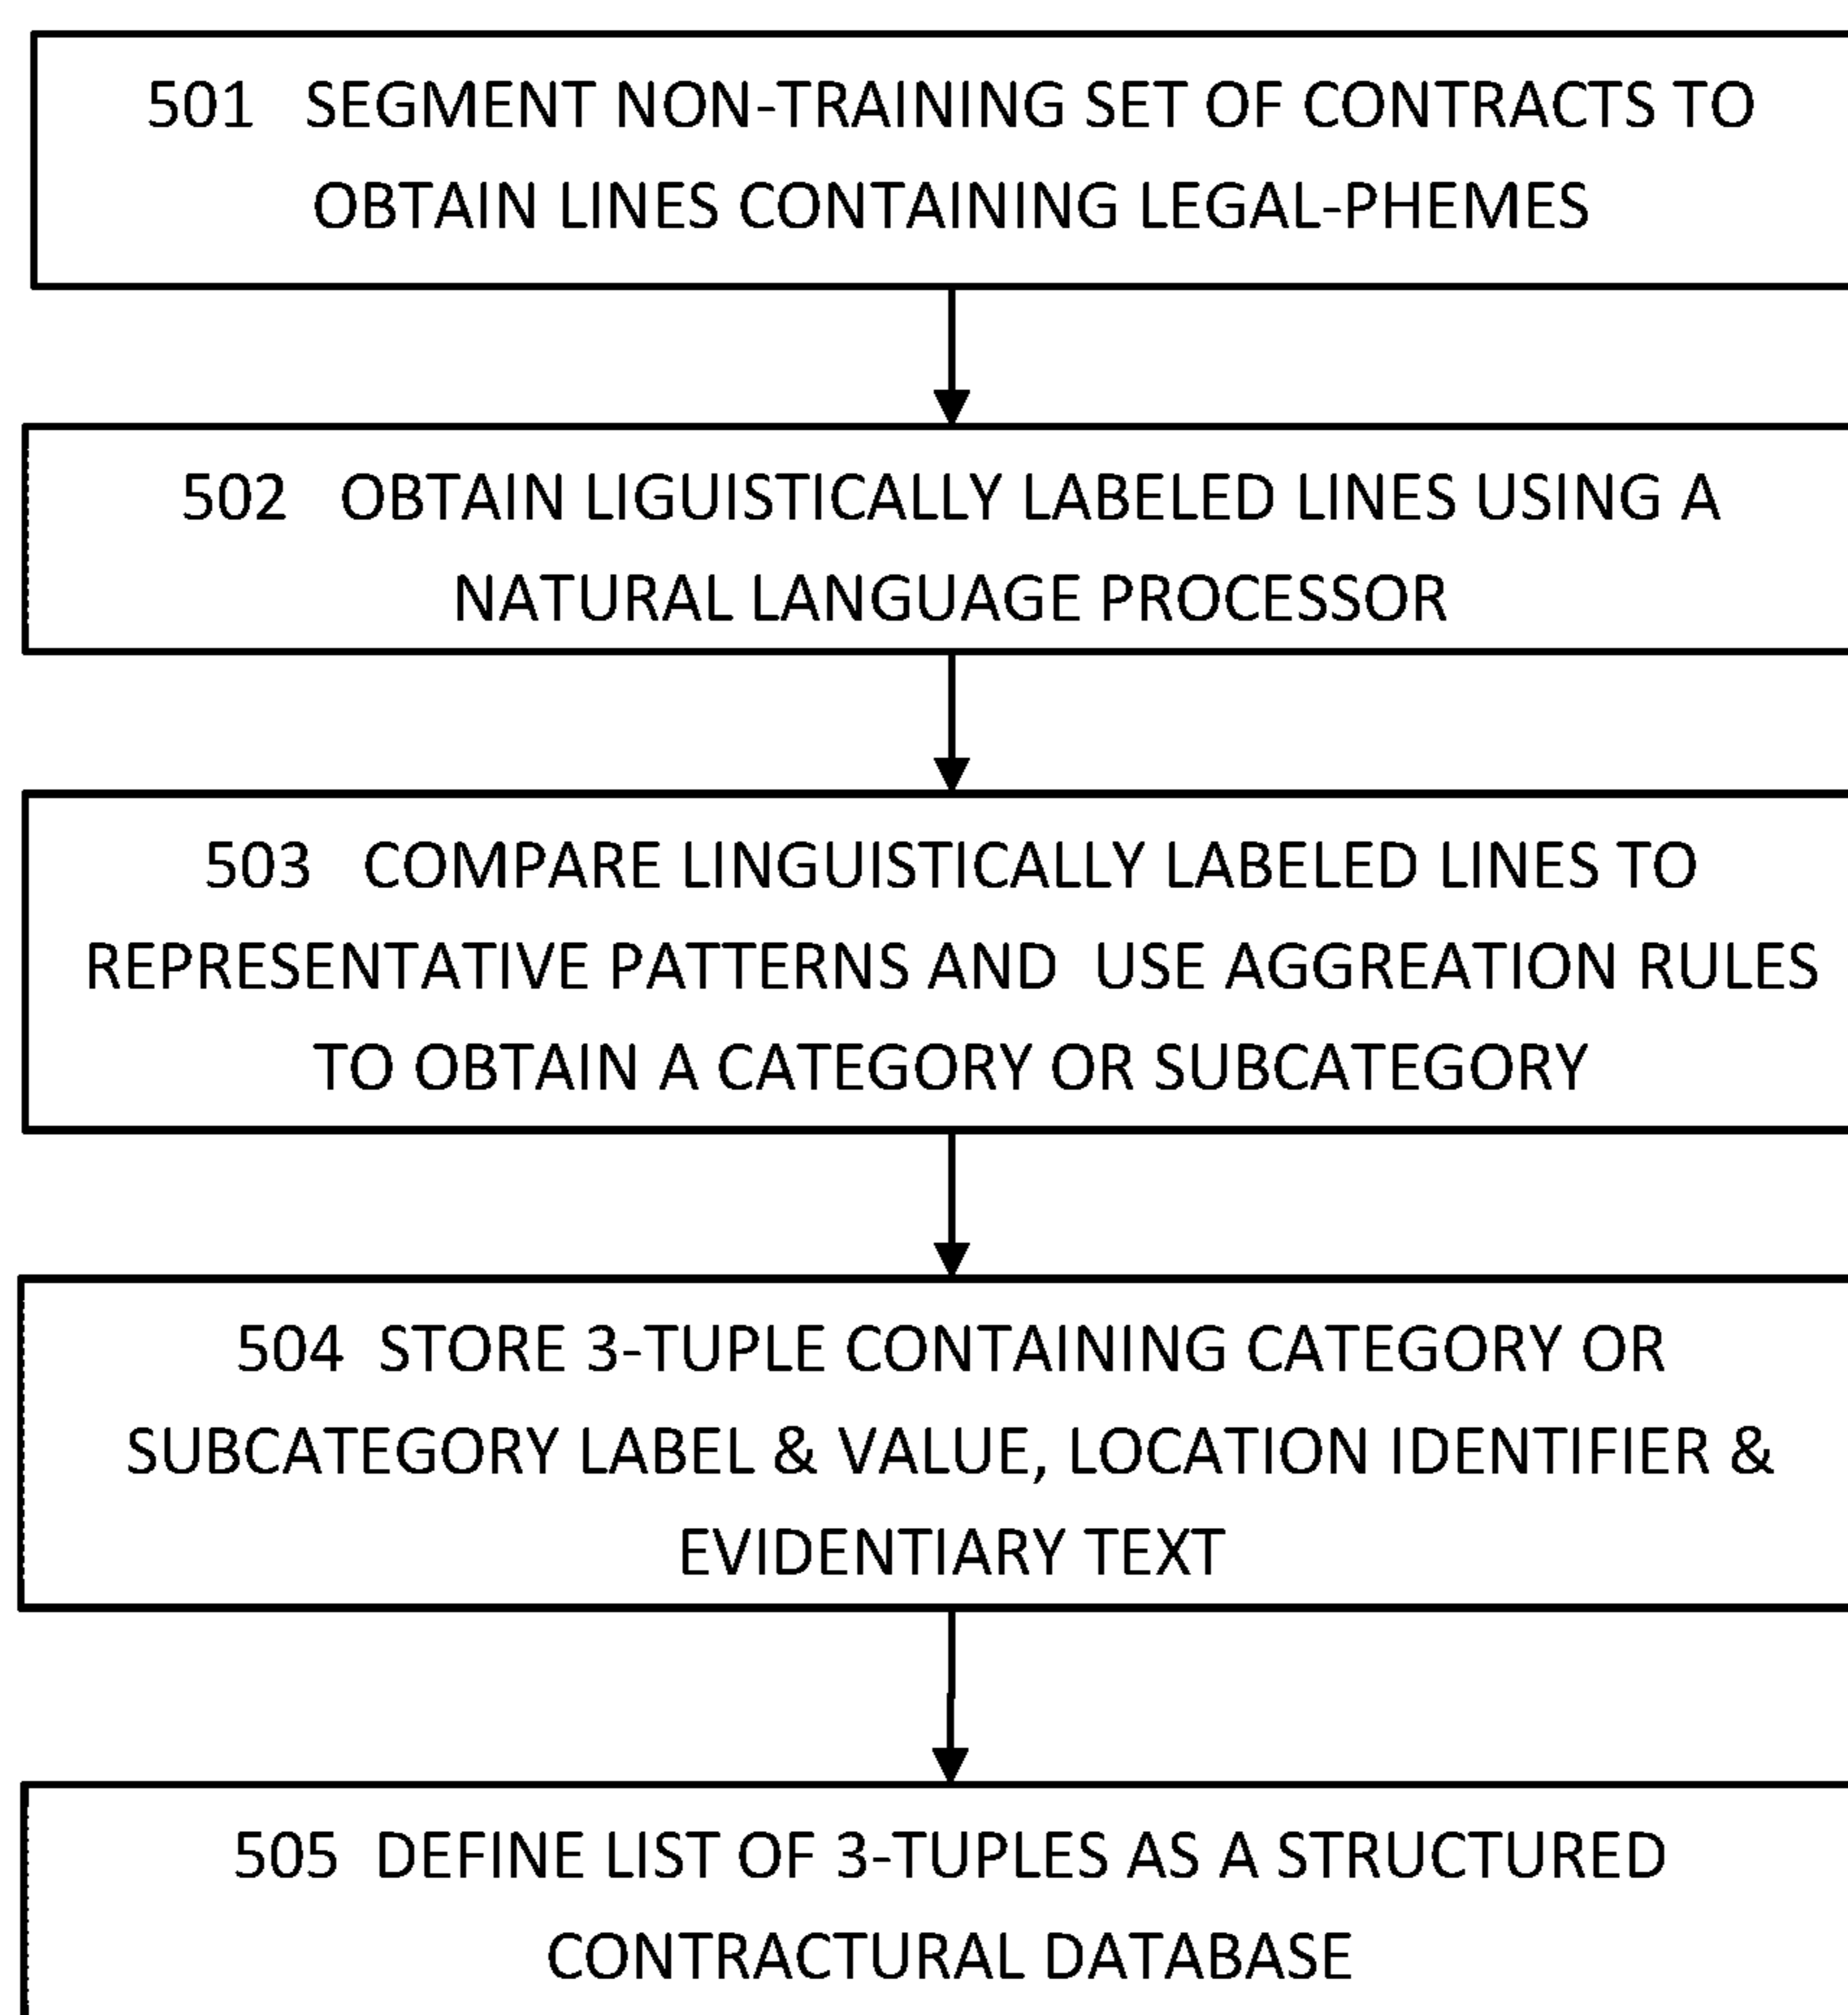 501 SEGMENT NON-TRAINING SET OF CONTRACTS TO
OBTAIN LINES CONTAINING LEGAL-PHEMES
502 OBTAIN LIGUISTICALLY LABELED LINES USING A
NATURAL LANGUAGE PROCESSOR
503 COMPARE LINGUISTICALLY LABELED LINES TO
REPRESENTATIVE PATTERNS AND USE AGGREATION RULES
TO OBTAIN A CATEGORY OR SUBCATEGORY
504 STORE 3-TUPLE CONTAINING CATEGORY OR
SUBCATEGORY LABEL & VALUE, LOCATION IDENTIFIER &
EVIDENTIARY TEXT
505 DEFINE LIST OF 3-TUPLES AS A STRUCTURED
CONTRACTURAL DATABASE